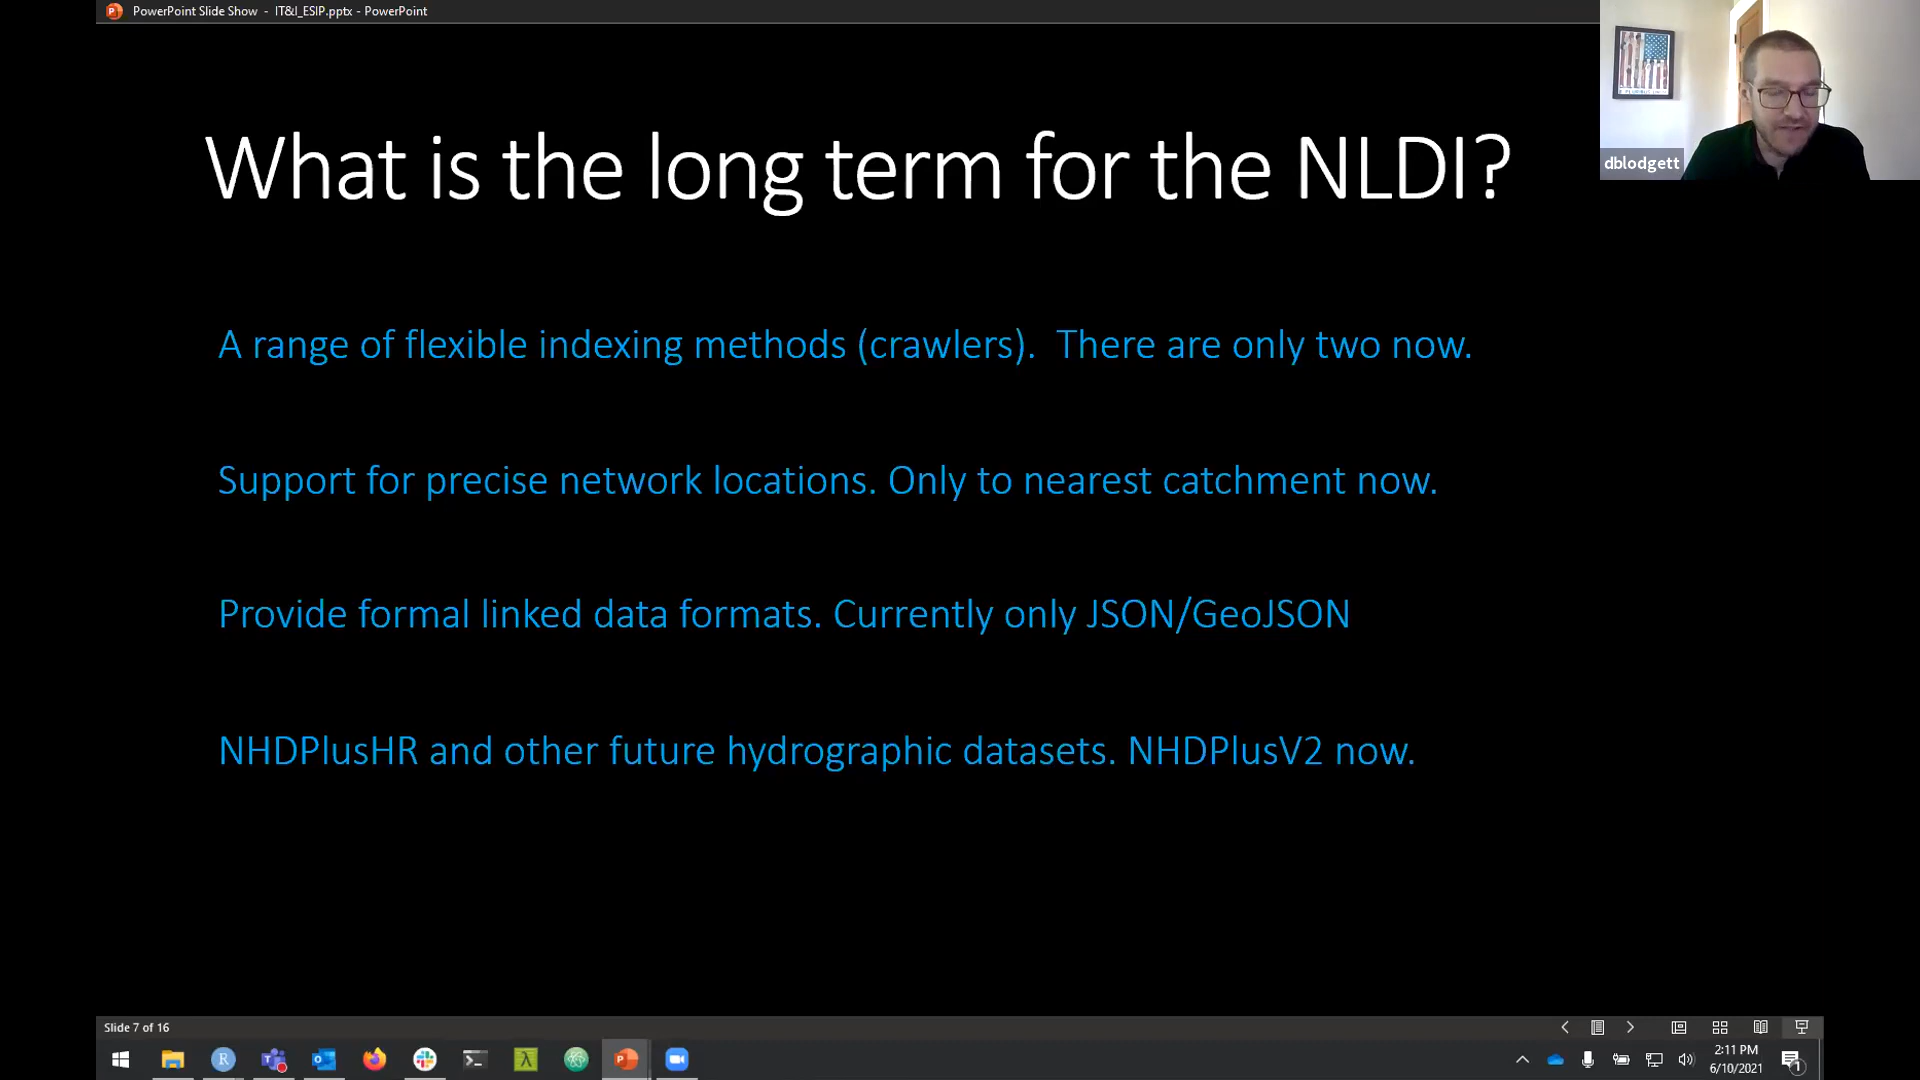 PowerPoint Slide Show - IT&I_ESIP.pptx - PowerPoint
dblodgett
What is the long term for the NLDI?
A range of flexible indexing methods (crawlers). There are only two now.
Support for precise network locations. Only to nearest catchment now.
Provide formal linked data formats. Currently only JSON/GeoJSON
NHDPlusHR and other future hydrographic datasets. NHDPlusV2 now.
Slide 7 of 16
2:11 PM
6/10/2021
1